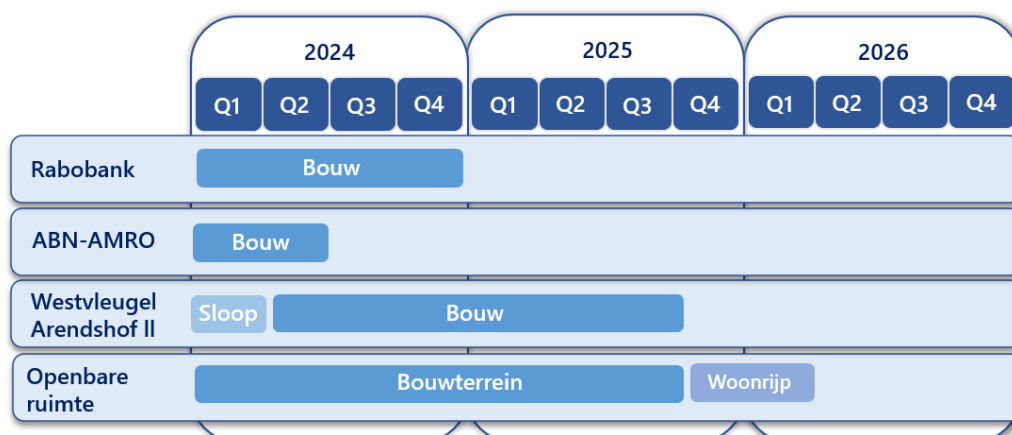 2024 2025 2026
Q1 Q2 Q3 Q4 Q1 Q2 Q3 Q4 Q1 Q2 Q3 Q4
Rabobank Bouw
ABN-AMRO Bouw
Westvleugel
Arendshof ll Sloop Bouw
Openbare
ruimte Bouwterrein Woonrijp